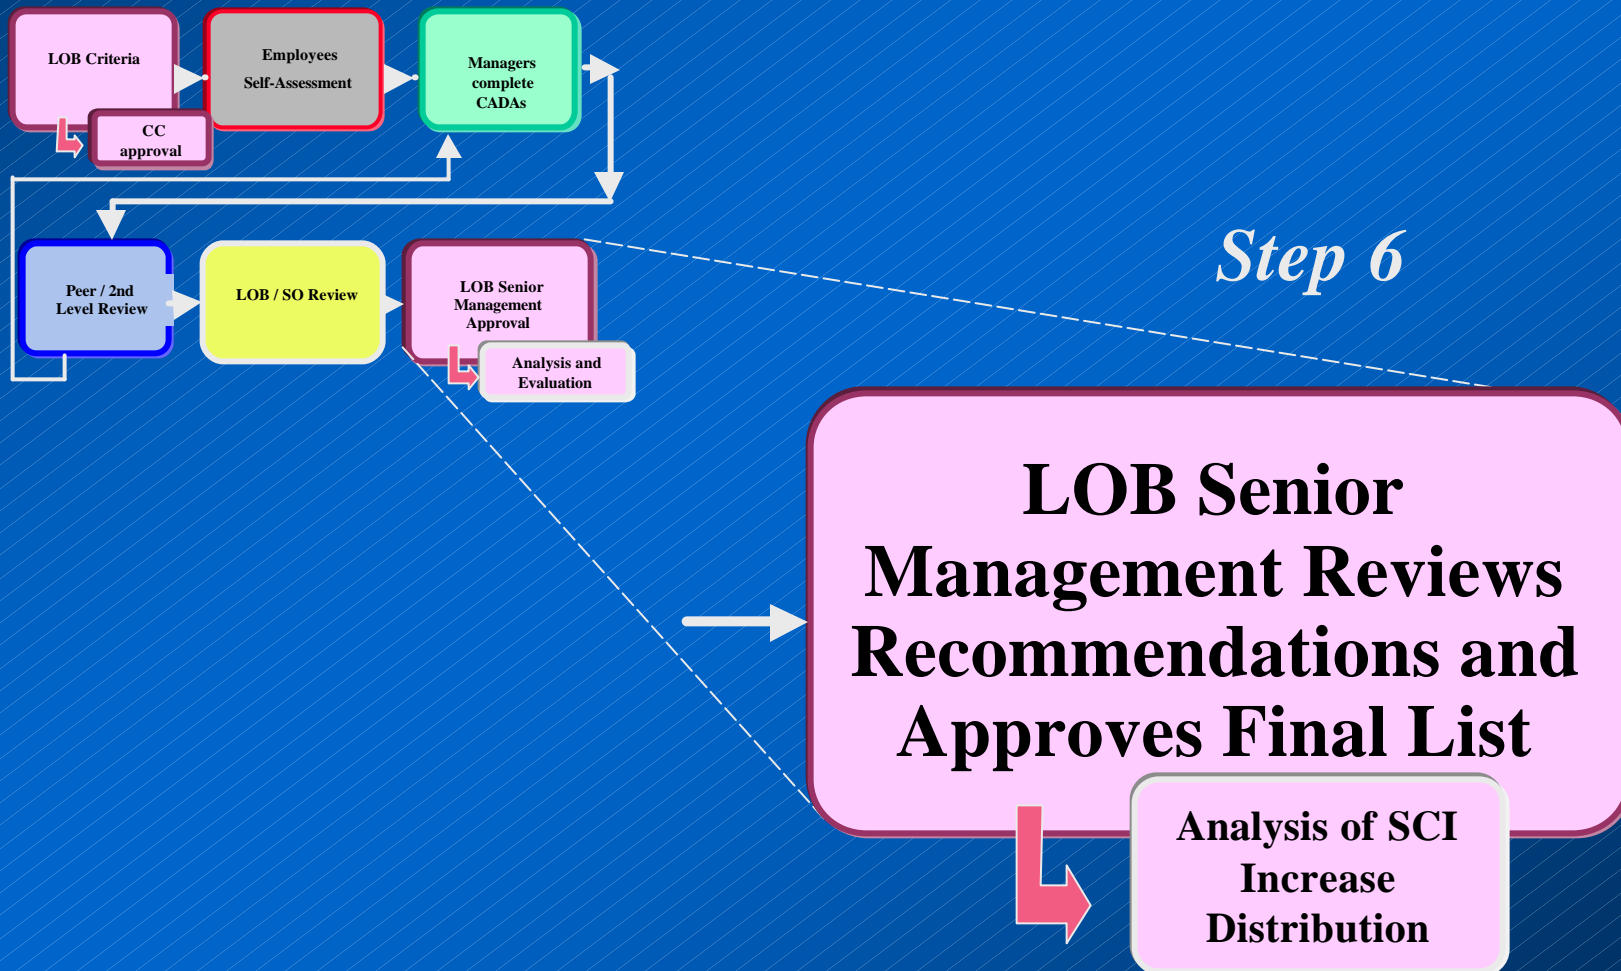 LOB Criteria
CC
approval
Employees
Self-Assessment
Managers
complete
CADAs
Peer / 2nd
Level Review
LOB / SO Review
LOB Senior
Management
Approval
Analysis and
Evaluation
Step 6
LOB Senior
Management Reviews
Recommendations and
Approves Final List
Analysis of SCI
Increase
Distribution